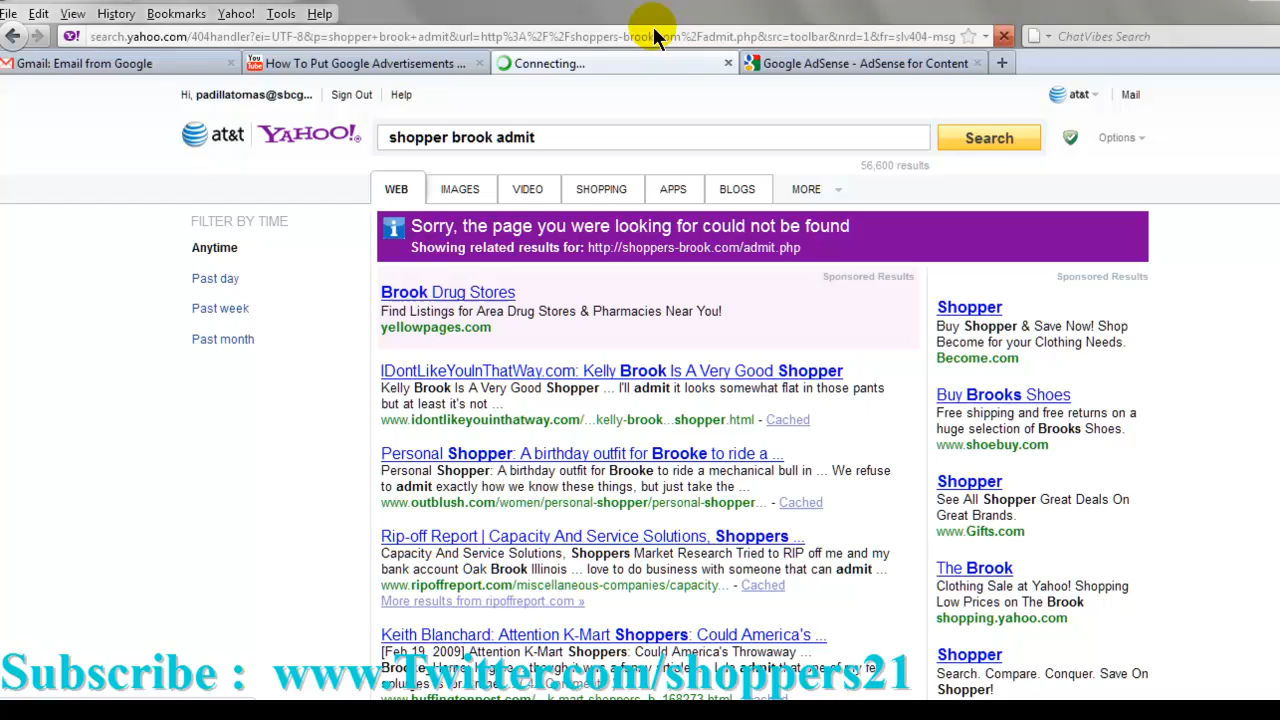 File Edit View History Bookmarks Yahoo! Tools Help
search.yahoo.com/404handler?ei=UTF-8&p=shopper+brook+admit&url=http%3A%2F%2Fshoppers-brook. m%2Fadmit.php&src=toolbar&nrd=1&fr=slv404-msg ChatVibes Search
Gmail: Email from Google How To Put Google Advertisements ... Connecting... Google AdSense - AdSense for Content
Hi, padillatomas@sbcg... Sign Out Help at&t Mail
at&t YAHOO! shopper brook admit Search Options
56,600 results
WEB IMAGES VIDEO SHOPPING APPS BLOGS MORE
FILTER BY TIME
Anytime
Past day
Past week
Past month
Sorry, the page you were looking for could not be found
Showing related results for: http://shoppers-brook.com/admit.php
Sponsored Results
Brook Drug Stores
Find Listings for Area Drug Stores & Pharmacies Near You!
yellowpages.com
IDontLikeYouInThatWay.com: Kelly Brook Is A Very Good Shopper
Kelly Brook Is A Very Good Shopper ... I'll admit it looks somewhat flat in those pants
but at least it's not ...
www.idontlikeyouinthatway.com/...kelly-brook...shopper.html - Cached
Personal Shopper: A birthday outfit for Brooke to ride a ...
Personal Shopper: A birthday outfit for Brooke to ride a mechanical bull in ... We refuse
to admit exactly how we know these things, but just take the ...
www.outblush.com/women/personal-shopper/personal-shopper... - Cached
Rip-off Report | Capacity And Service Solutions, Shoppers ...
Capacity And Service Solutions, Shoppers Market Research Tried to RIP off me and my
bank account Oak Brook Illinois ... love to do business with someone that can admit ...
www.ripoffreport.com/miscellaneous-companies/capacity... - Cached
More results from ripoffreport.com »
Keith Blanchard: Attention K-Mart Shoppers: Could America's ...
[Feb 19, 2009] Attention K-Mart Shoppers: Could America's Throwaway ...
Sponsored Results
Shopper
Buy Shopper & Save Now! Shop
Become for your Clothing Needs.
Become.com
Buy Brooks Shoes
Free shipping and free returns on a
huge selection of Brooks Shoes.
www.shoebuy.com
Shopper
See All Shopper Great Deals On
Great Brands.
www.Gifts.com
The Brook
Clothing Sale at Yahoo! Shopping
Low Prices on The Brook
shopping.yahoo.com
Shopper
Search. Compare. Conquer. Save On
Shopper!
Subscribe : www.Twitter.com/shoppers21